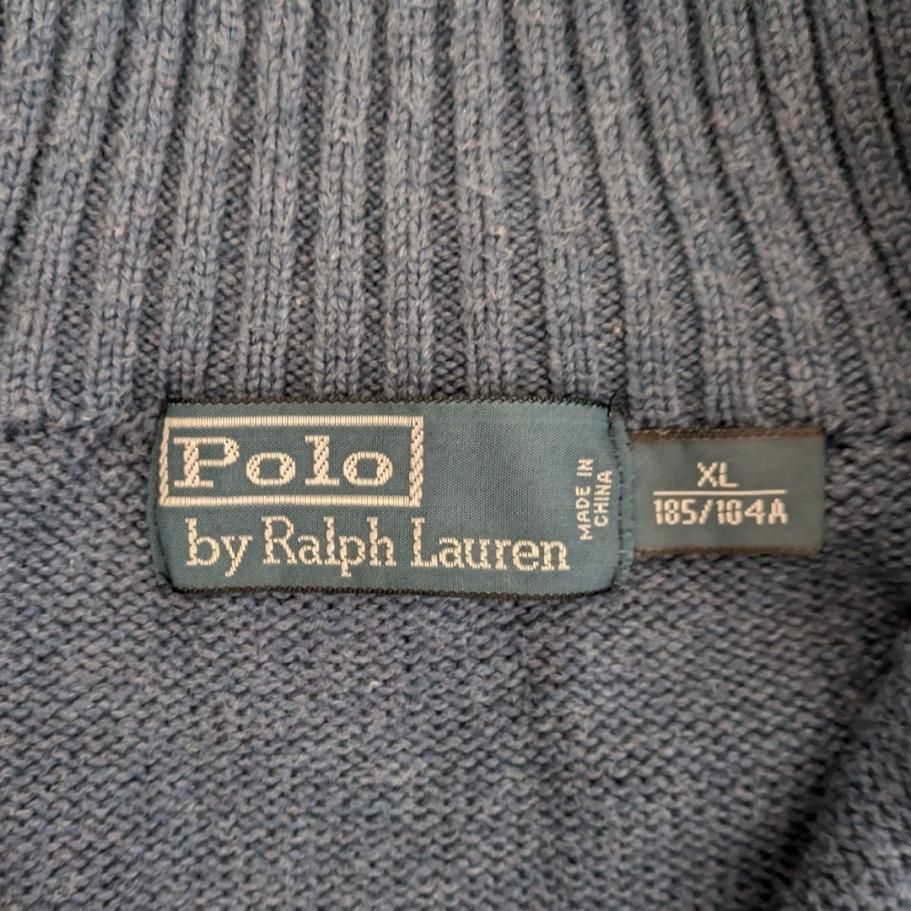 Polo
by Ralph Lauren
MADE IN
CHINA
XL
185/104A